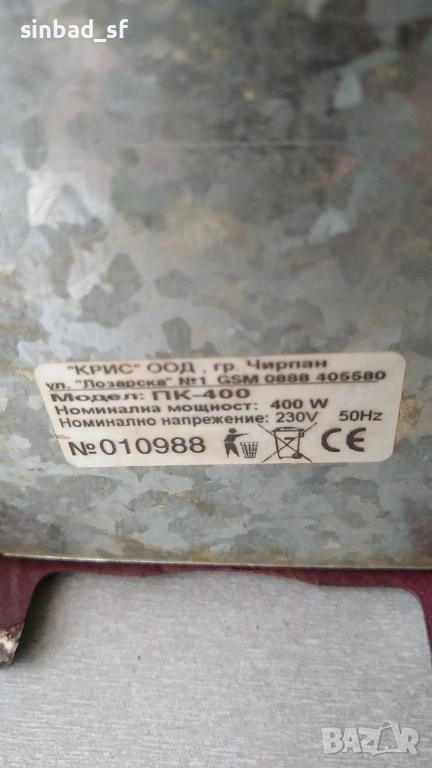 sinbad_sf
"КРИС" ООД , гр. Чирпан
ул. "Лозарска" №1 GSM 0888 405580
Модел: ПК-400
Номинална мощност: 400 W
Номинално напрежение: 230V 50Hz
№010988 CE
BAZAR